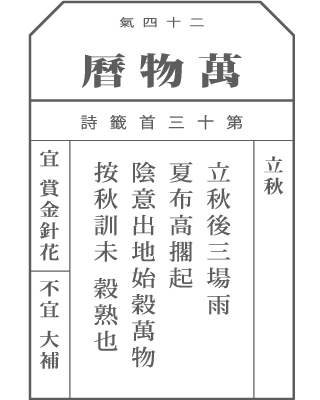 二十四氣
萬物曆
第十三首籤詩
立秋
立秋後三場雨
夏布高擱起
陰意出地始穀萬物
按秋訓未 穀熟也
宜 賞金針花
不宜 大補